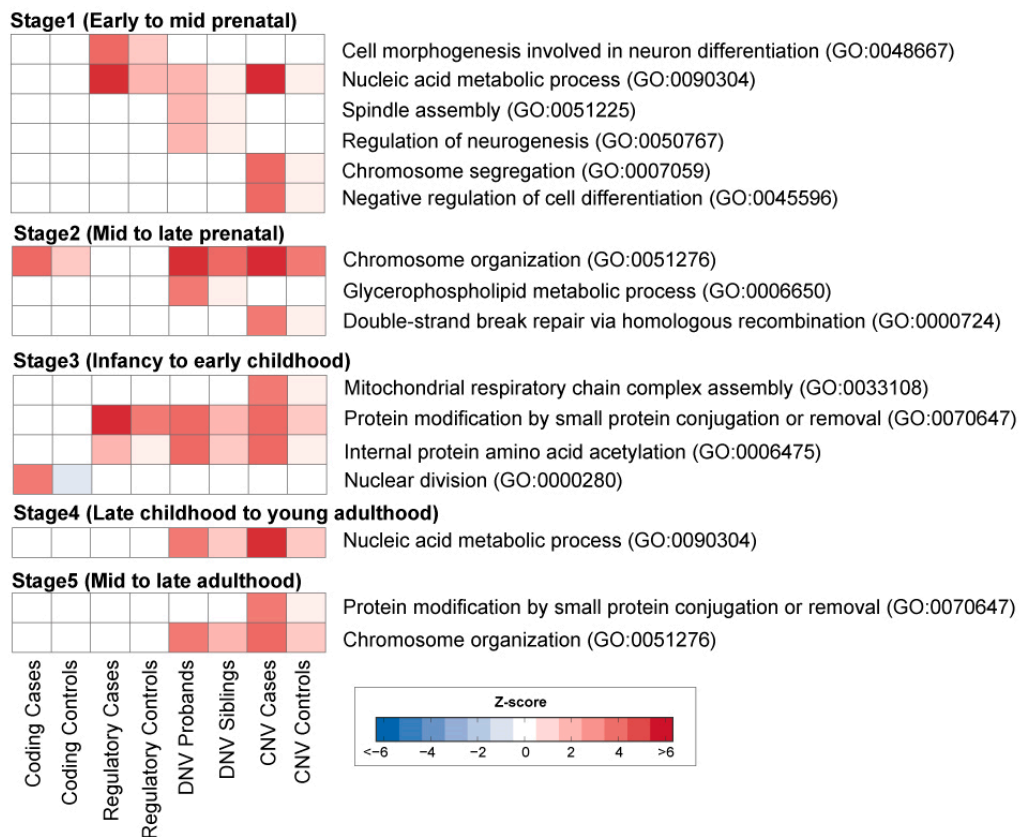 Stage1 (Early to mid prenatal)
Cell morphogenesis involved in neuron differentiation (GO:0048667)
Nucleic acid metabolic process (GO:0090304)
Spindle assembly (GO:0051225)
Regulation of neurogenesis (GO:0050767)
Chromosome segregation (GO:0007059)
Negative regulation of cell differentiation (GO:0045596)
Stage2 (Mid to late prenatal)
Chromosome organization (GO:0051276)
Glycerophospholipid metabolic process (GO:0006650)
Double-strand break repair via homologous recombination (GO:0000724)
Stage3 (Infancy to early childhood)
Mitochondrial respiratory chain complex assembly (GO:0033108)
Protein modification by small protein conjugation or removal (GO:0070647)
Internal protein amino acid acetylation (GO:0006475)
Nuclear division (GO:0000280)
Stage4 (Late childhood to young adulthood)
Nucleic acid metabolic process (GO:0090304)
Stage5 (Mid to late adulthood)
Protein modification by small protein conjugation or removal (GO:0070647)
Chromosome organization (GO:0051276)
Coding Cases
Coding Controls
Regulatory Cases
Regulatory Controls
DNV Probands
DNV Siblings
CNV Cases
CNV Controls
Z-score
<-6 -4 -2 0 2 4 >6